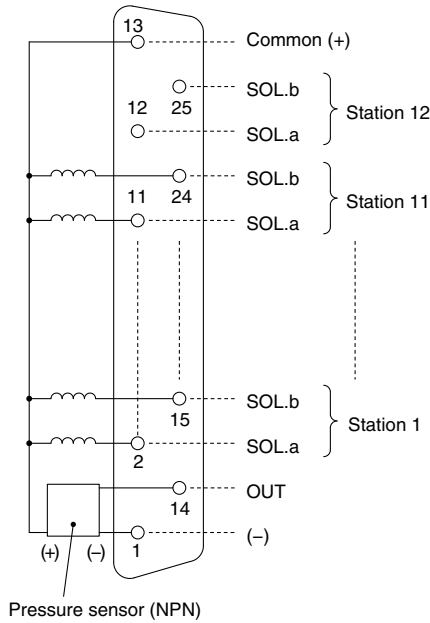 13
Common (+)
SOL.b
12
25
Station 12
SOL.a
SOL.b
11
24
Station 11
SOL.a
SOL.b
15
Station 1
SOL.a
2
OUT
14
(+)
(–)
1
(–)
Pressure sensor (NPN)